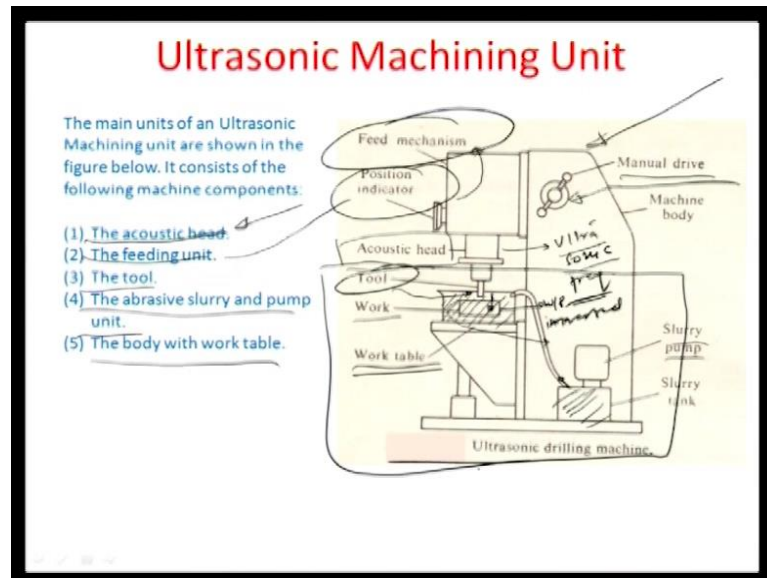 Ultrasonic Machining Unit
The main units of an Ultrasonic
Machining unit are shown in the
figure below. It consists of the
following machine components:
(1) The acoustic head.
(2) The feeding unit.
(3) The tool.
(4) The abrasive slurry and pump
unit.
(5) The body with work table.
Feed mechanism
Position
indicator
Acoustic head
Tool
Work
Work table
Manual drive
Machine
body
Ultra
sonic
freq
W/P
immersed
Slurry
pump
Slurry
tank
Ultrasonic drilling machine.